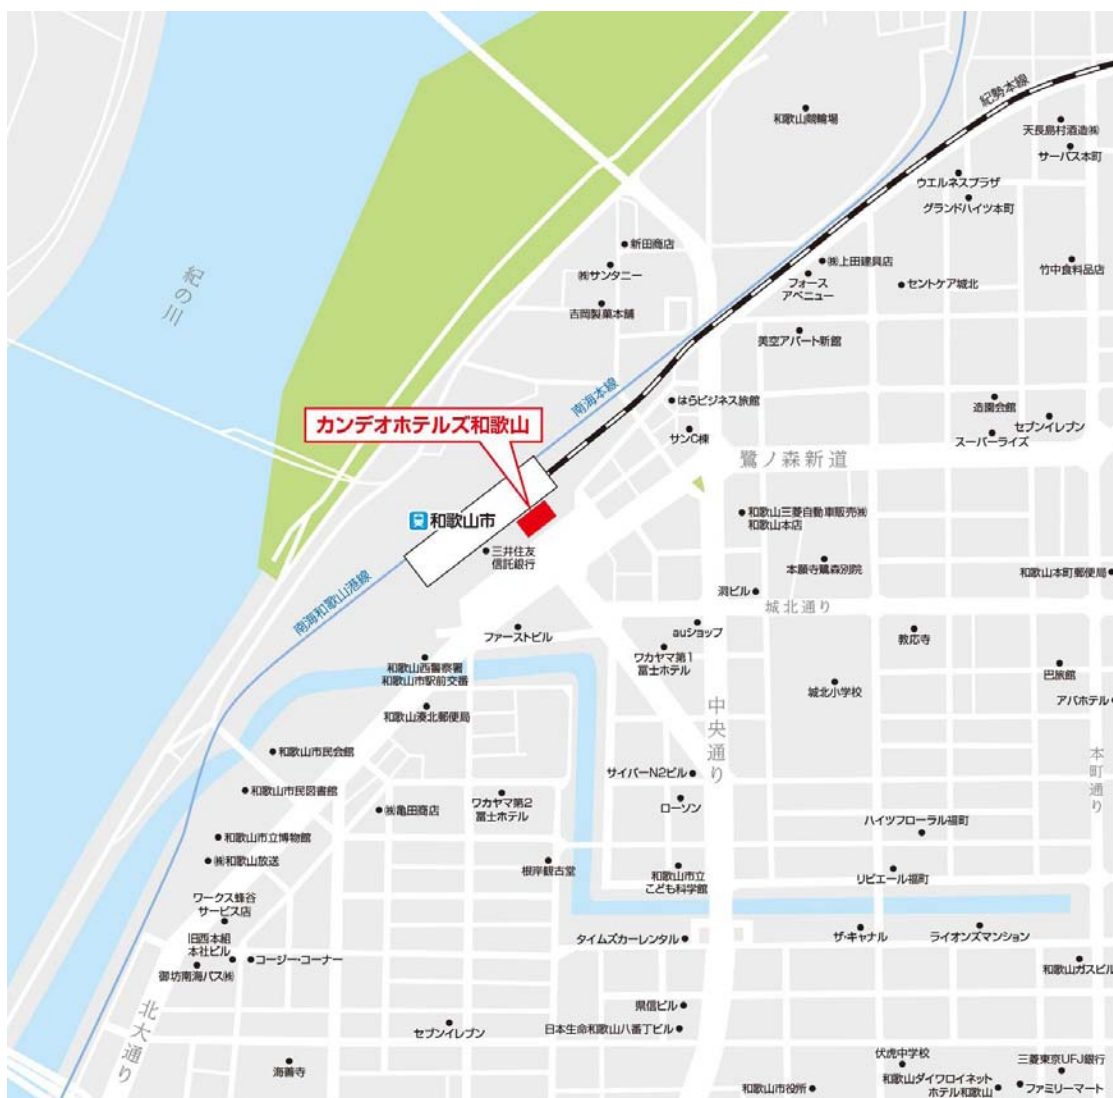 紀勢本線
和歌山競輪場
天長島村酒造㈱
サーパス本町
ウエルネスプラザ
グランドハイツ本町
新田商店
㈱サンタニー
㈱上田建具店
フォース
アベニュー
セントケア城北
竹中食料品店
紀の川
吉岡製菓本舗
美空アパート新館
南海本線
はらビジネス旅館
造園会館
セブンイレブン
カンデオホテルズ和歌山
サンC棟
スーパーライズ
鷺ノ森新道
和歌山市
和歌山三菱自動車販売㈱
和歌山本店
三井住友
信託銀行
本願寺鷺森別院
和歌山本町郵便局
南海和歌山港線
洞ビル
城北通り
ファーストビル
auショップ
教応寺
ワカヤマ第1
冨士ホテル
和歌山西警察署
和歌山市駅前交番
巴旅館
城北小学校
アパホテル
和歌山湊北郵便局
中央通り
和歌山市民会館
本町通り
サイバーN2ビル
和歌山市民図書館
ワカヤマ第2
冨士ホテル
ローソン
㈱亀田商店
ハイツフローラル福町
和歌山市立博物館
㈱和歌山放送
根岸観古堂
和歌山市立
こども科学館
リビエール福町
ワークス蜂谷
サービス店
旧西本組
本社ビル
タイムズカーレンタル
ザ・キャナル
ライオンズマンション
コージー・コーナー
御坊南海バス㈱
和歌山ガスビル
北大通り
県信ビル
セブンイレブン
日本生命和歌山八番丁ビル
海善寺
伏虎中学校
三菱東京UFJ銀行
和歌山市役所
和歌山ダイワロイネット
ホテル和歌山
ファミリーマート